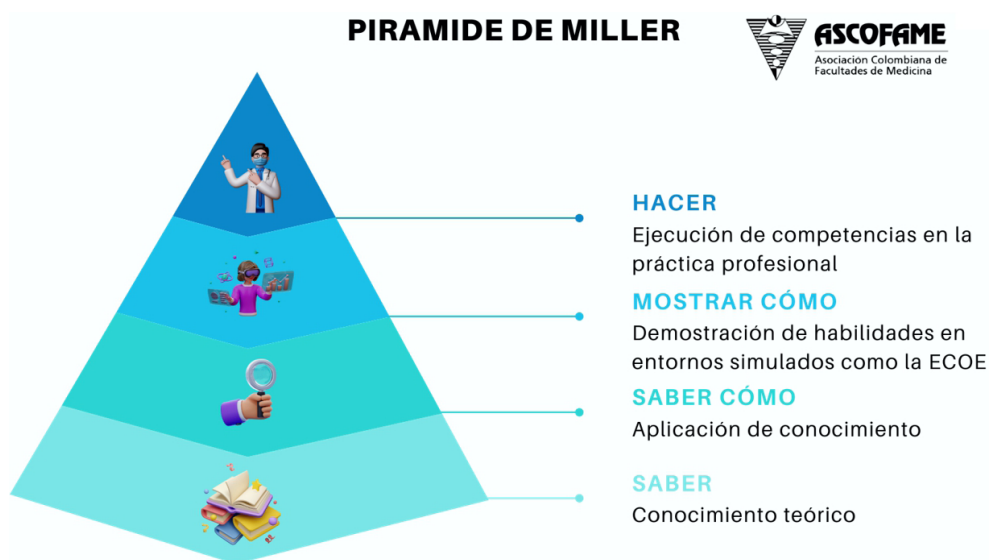 PIRAMIDE DE MILLER
ASCOFAME
Asociacion Colombiana de
Facultades de Medicina
HACER
Ejecución de competencias en la
práctica profesional
MOSTRAR CÓMO
Demostración de habilidades en
entornos simulados como la ECOE
SABER CÓMO
Aplicación de conocimiento
SABER
Conocimiento teórico